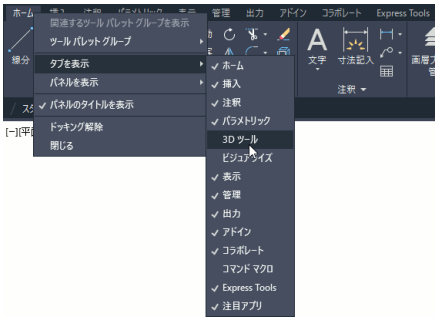 ホーム 挿入 注釈 パラメトリック 表示 管理 出力 アドイン コラボレート Express Tools
関連するツール パレット グループを表示
ツール パレット グループ
線分
文字 寸法記入
タブを表示
パネルを表示
注釈
パネルのタイトルを表示
[−][平
ドッキング解除
閉じる
ホーム
挿入
注釈
パラメトリック
3D ツール
ビジュアライズ
表示
管理
出力
アドイン
コラボレート
コマンド マクロ
Express Tools
注目アプリ